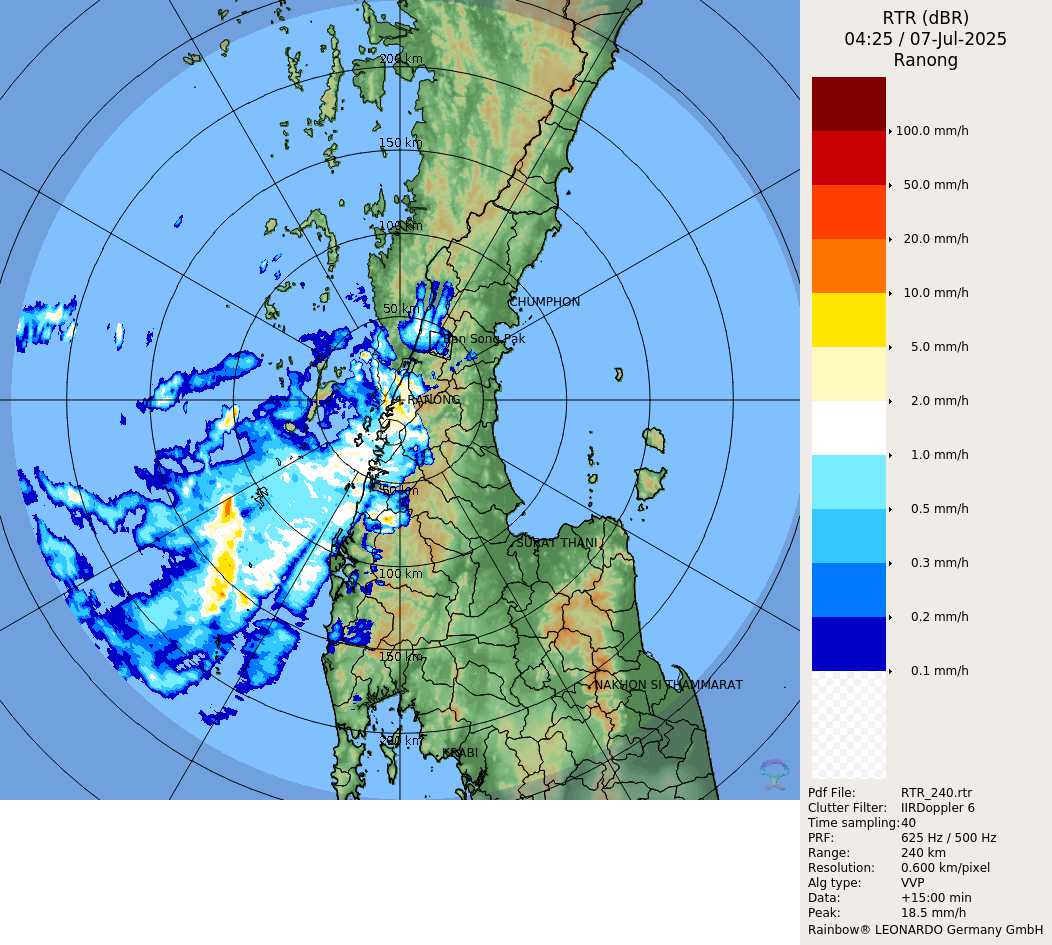 RTR (dBR)
04:25 / 07-Jul-2025
Ranong
100.0 mm/h
50.0 mm/h
20.0 mm/h
10.0 mm/h
5.0 mm/h
2.0 mm/h
1.0 mm/h
0.5 mm/h
0.3 mm/h
0.2 mm/h
0.1 mm/h
200 km
150 km
100 km
50 km
CHUMPHON
Ban Song Pak
RANONG
50 km
SURAT THANI
100 km
150 km
NAKHON SI THAMMARAT
200 km
KRABI
Pdf File: RTR_240.rtr
Clutter Filter: IIRDoppler 6
Time sampling: 40
PRF: 625 Hz / 500 Hz
Range: 240 km
Resolution: 0.600 km/pixel
Alg type: VVP
Data: +15:00 min
Peak: 18.5 mm/h
Rainbow® LEONARDO Germany GmbH